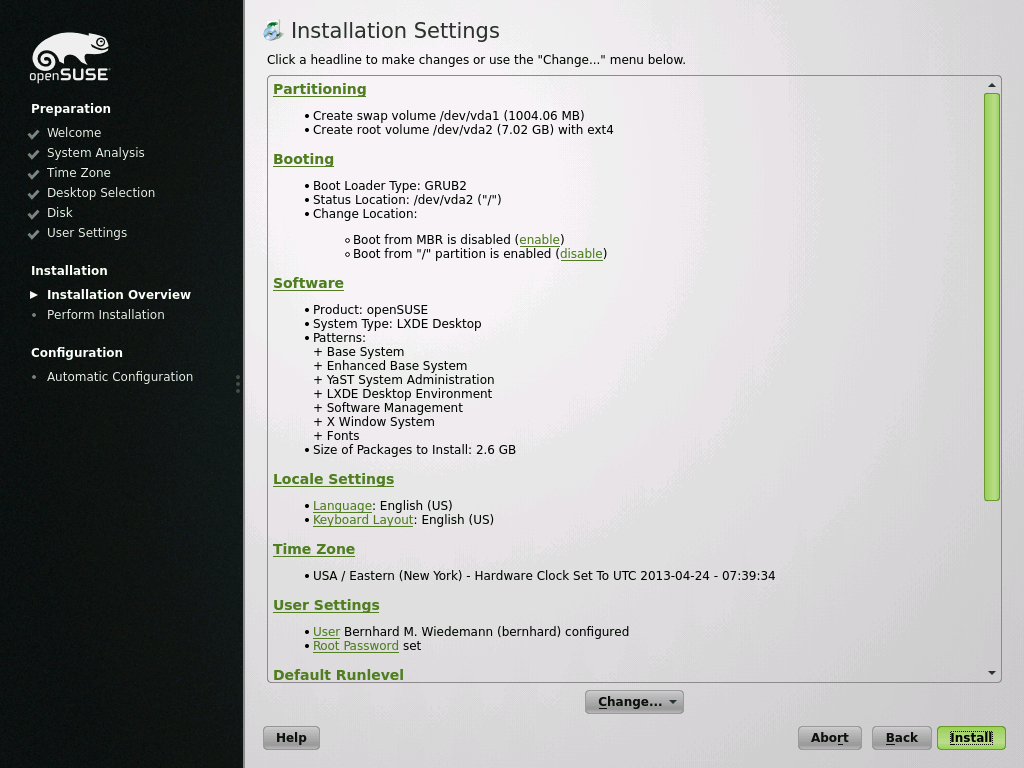 openSUSE
Preparation
Welcome
System Analysis
Time Zone
Desktop Selection
Disk
User Settings
Installation
Installation Overview
Perform Installation
Configuration
Automatic Configuration
Installation Settings
Click a headline to make changes or use the "Change..." menu below.
Partitioning
• Create swap volume /dev/vda1 (1004.06 MB)
• Create root volume /dev/vda2 (7.02 GB) with ext4
Booting
• Boot Loader Type: GRUB2
• Status Location: /dev/vda2 ("/")
• Change Location:
◦ Boot from MBR is disabled (enable)
◦ Boot from "/" partition is enabled (disable)
Software
• Product: openSUSE
• System Type: LXDE Desktop
• Patterns:
+ Base System
+ Enhanced Base System
+ YaST System Administration
+ LXDE Desktop Environment
+ Software Management
+ X Window System
+ Fonts
• Size of Packages to Install: 2.6 GB
Locale Settings
• Language: English (US)
• Keyboard Layout: English (US)
Time Zone
• USA / Eastern (New York) - Hardware Clock Set To UTC 2013-04-24 - 07:39:34
User Settings
• User Bernhard M. Wiedemann (bernhard) configured
• Root Password set
Default Runlevel
Change...
Help
Abort
Back
Install